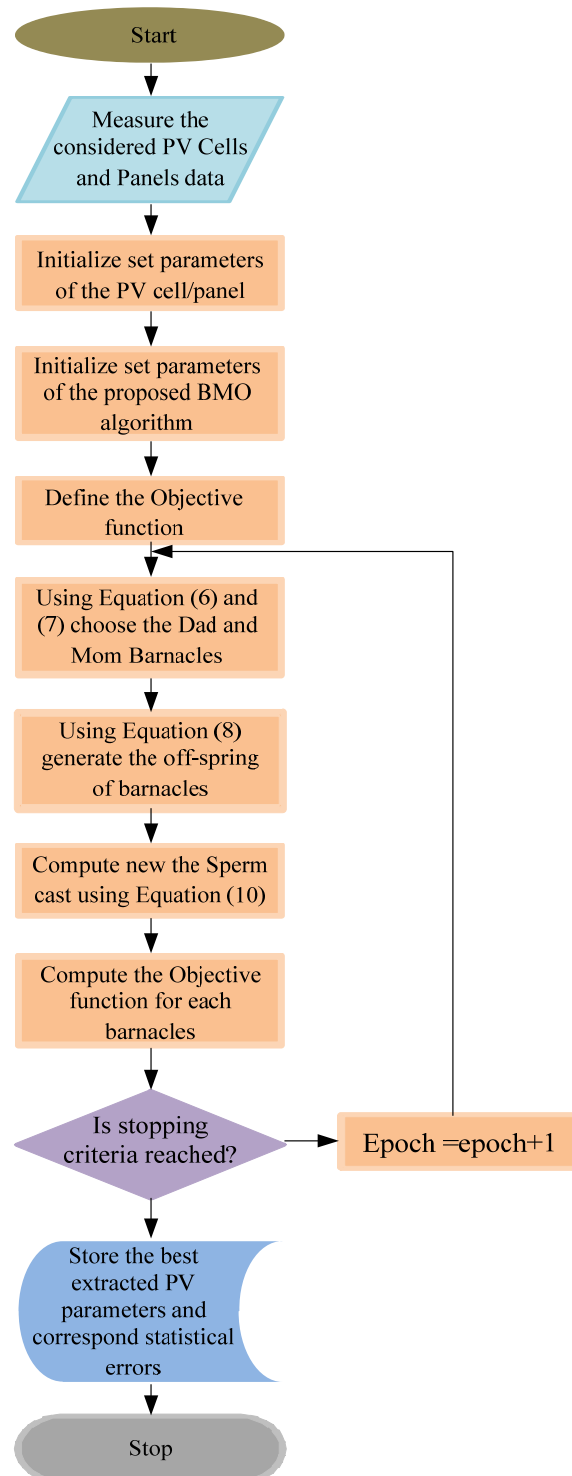 Start
Measure the
considered PV Cells
and Panels data
Initialize set parameters
of the PV cell/panel
Initialize set parameters
of the proposed BMO
algorithm
Define the Objective
function
Using Equation (6) and
(7) choose the Dad and
Mom Barnacles
Using Equation (8)
generate the off-spring
of barnacles
Compute new the Sperm
cast using Equation (10)
Compute the Objective
function for each
barnacles
Is stopping
criteria reached?
Epoch =epoch+1
Store the best
extracted PV
parameters and
correspond statistical
errors
Stop